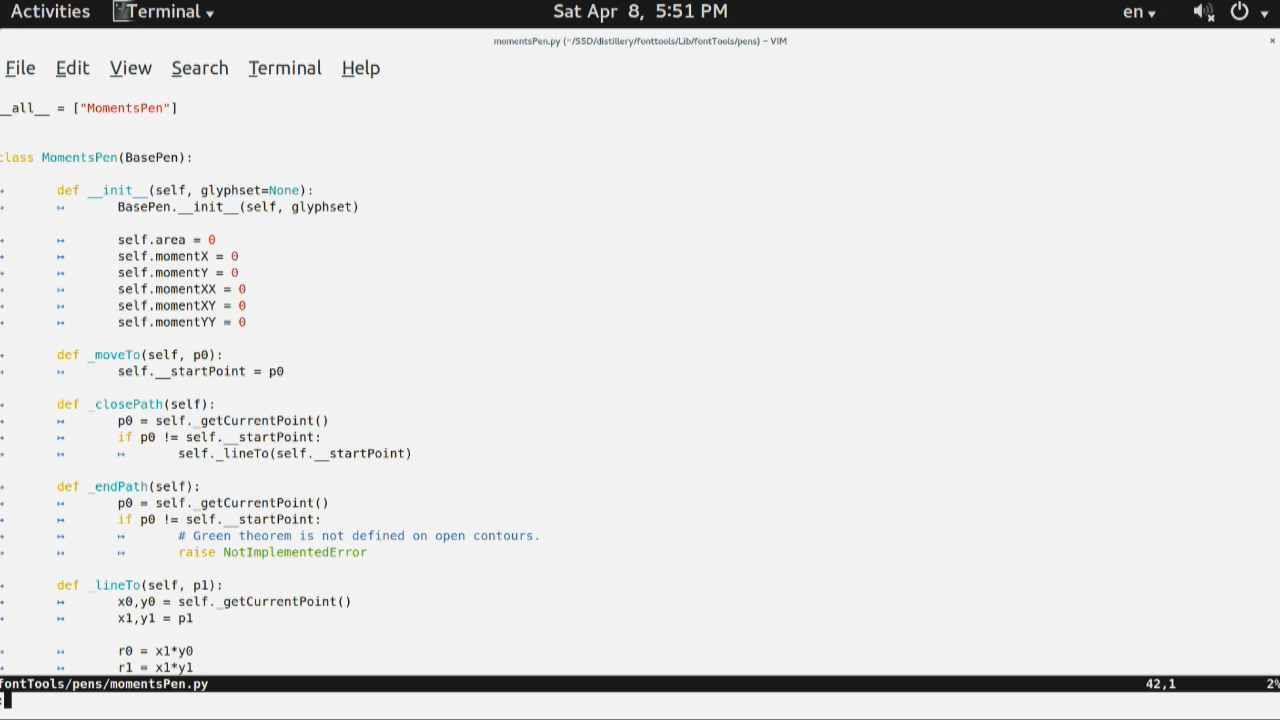 Activities Terminal Sat Apr 8, 5:51 PM en
momentsPen.py (~/SSD/distillery/fonttools/Lib/fontTools/pens) - VIM
File Edit View Search Terminal Help
__all__ = ["MomentsPen"]
class MomentsPen(BasePen):
def __init__(self, glyphset=None):
BasePen.__init__(self, glyphset)
self.area = 0
self.momentX = 0
self.momentY = 0
self.momentXX = 0
self.momentXY = 0
self.momentYY = 0
def _moveTo(self, p0):
self.__startPoint = p0
def _closePath(self):
p0 = self._getCurrentPoint()
if p0 != self.__startPoint:
self._lineTo(self.__startPoint)
def _endPath(self):
p0 = self._getCurrentPoint()
if p0 != self.__startPoint:
# Green theorem is not defined on open contours.
raise NotImplementedError
def _lineTo(self, p1):
x0,y0 = self._getCurrentPoint()
x1,y1 = p1
r0 = x1*y0
r1 = x1*y1
fontTools/pens/momentsPen.py 42,1 2%
: